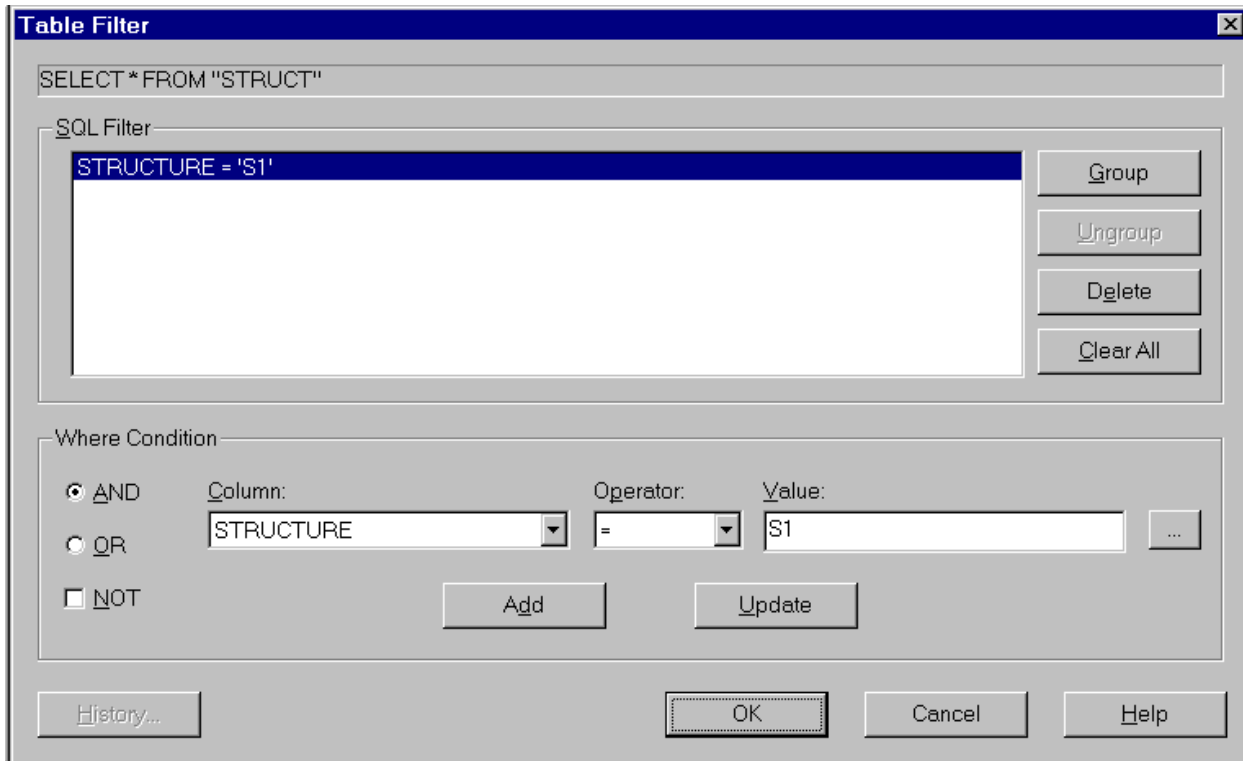 Table Filter
SELECT * FROM "STRUCT"
SQL Filter
STRUCTURE = 'S1'
Group
Ungroup
Delete
Clear All
Where Condition
AND
Column:
Operator:
Value:
STRUCTURE
=
S1
...
OR
NOT
Add
Update
History...
OK
Cancel
Help